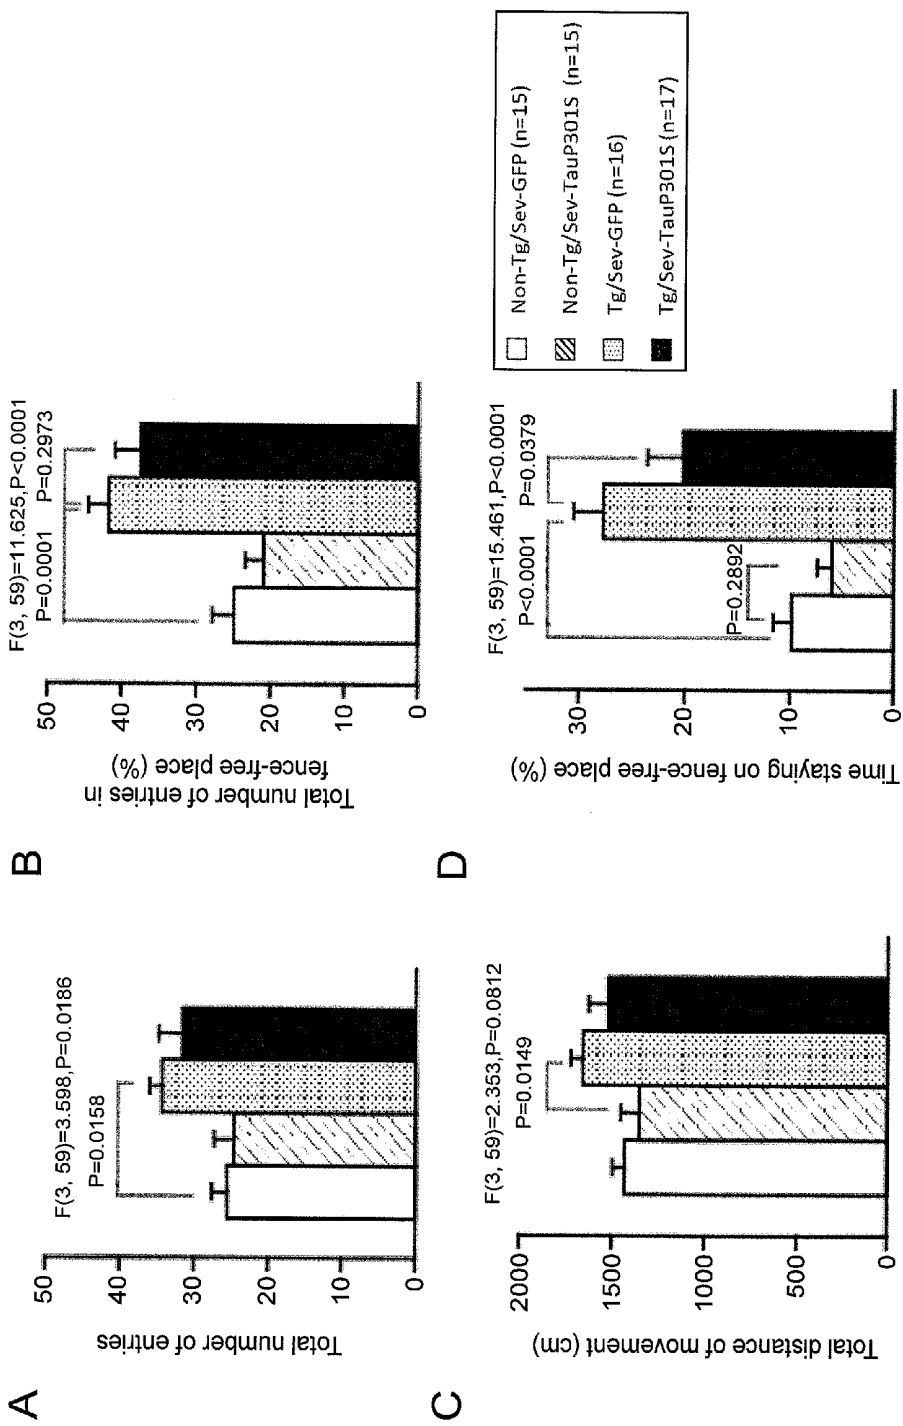 A
F(3, 59)=3.598,P=0.0186
P=0.0158
Total number of entries
50
40
30
20
10
0
B
F(3, 59)=11.625,P<0.0001
P=0.0001 P=0.2973
Total number of entries in
fence-free place (%)
50
40
30
20
10
0
C
F(3, 59)=2.353,P=0.0812
P=0.0149
Total distance of movement (cm)
2000
1500
1000
500
0
D
F(3, 59)=15.461,P<0.0001
P<0.0001 P=0.0379
P=0.2892
Time staying on fence-free place (%)
30
20
10
0
Non-Tg/Sev-GFP (n=15)
Non-Tg/Sev-TauP301S (n=15)
Tg/Sev-GFP (n=16)
Tg/Sev-TauP301S (n=17)